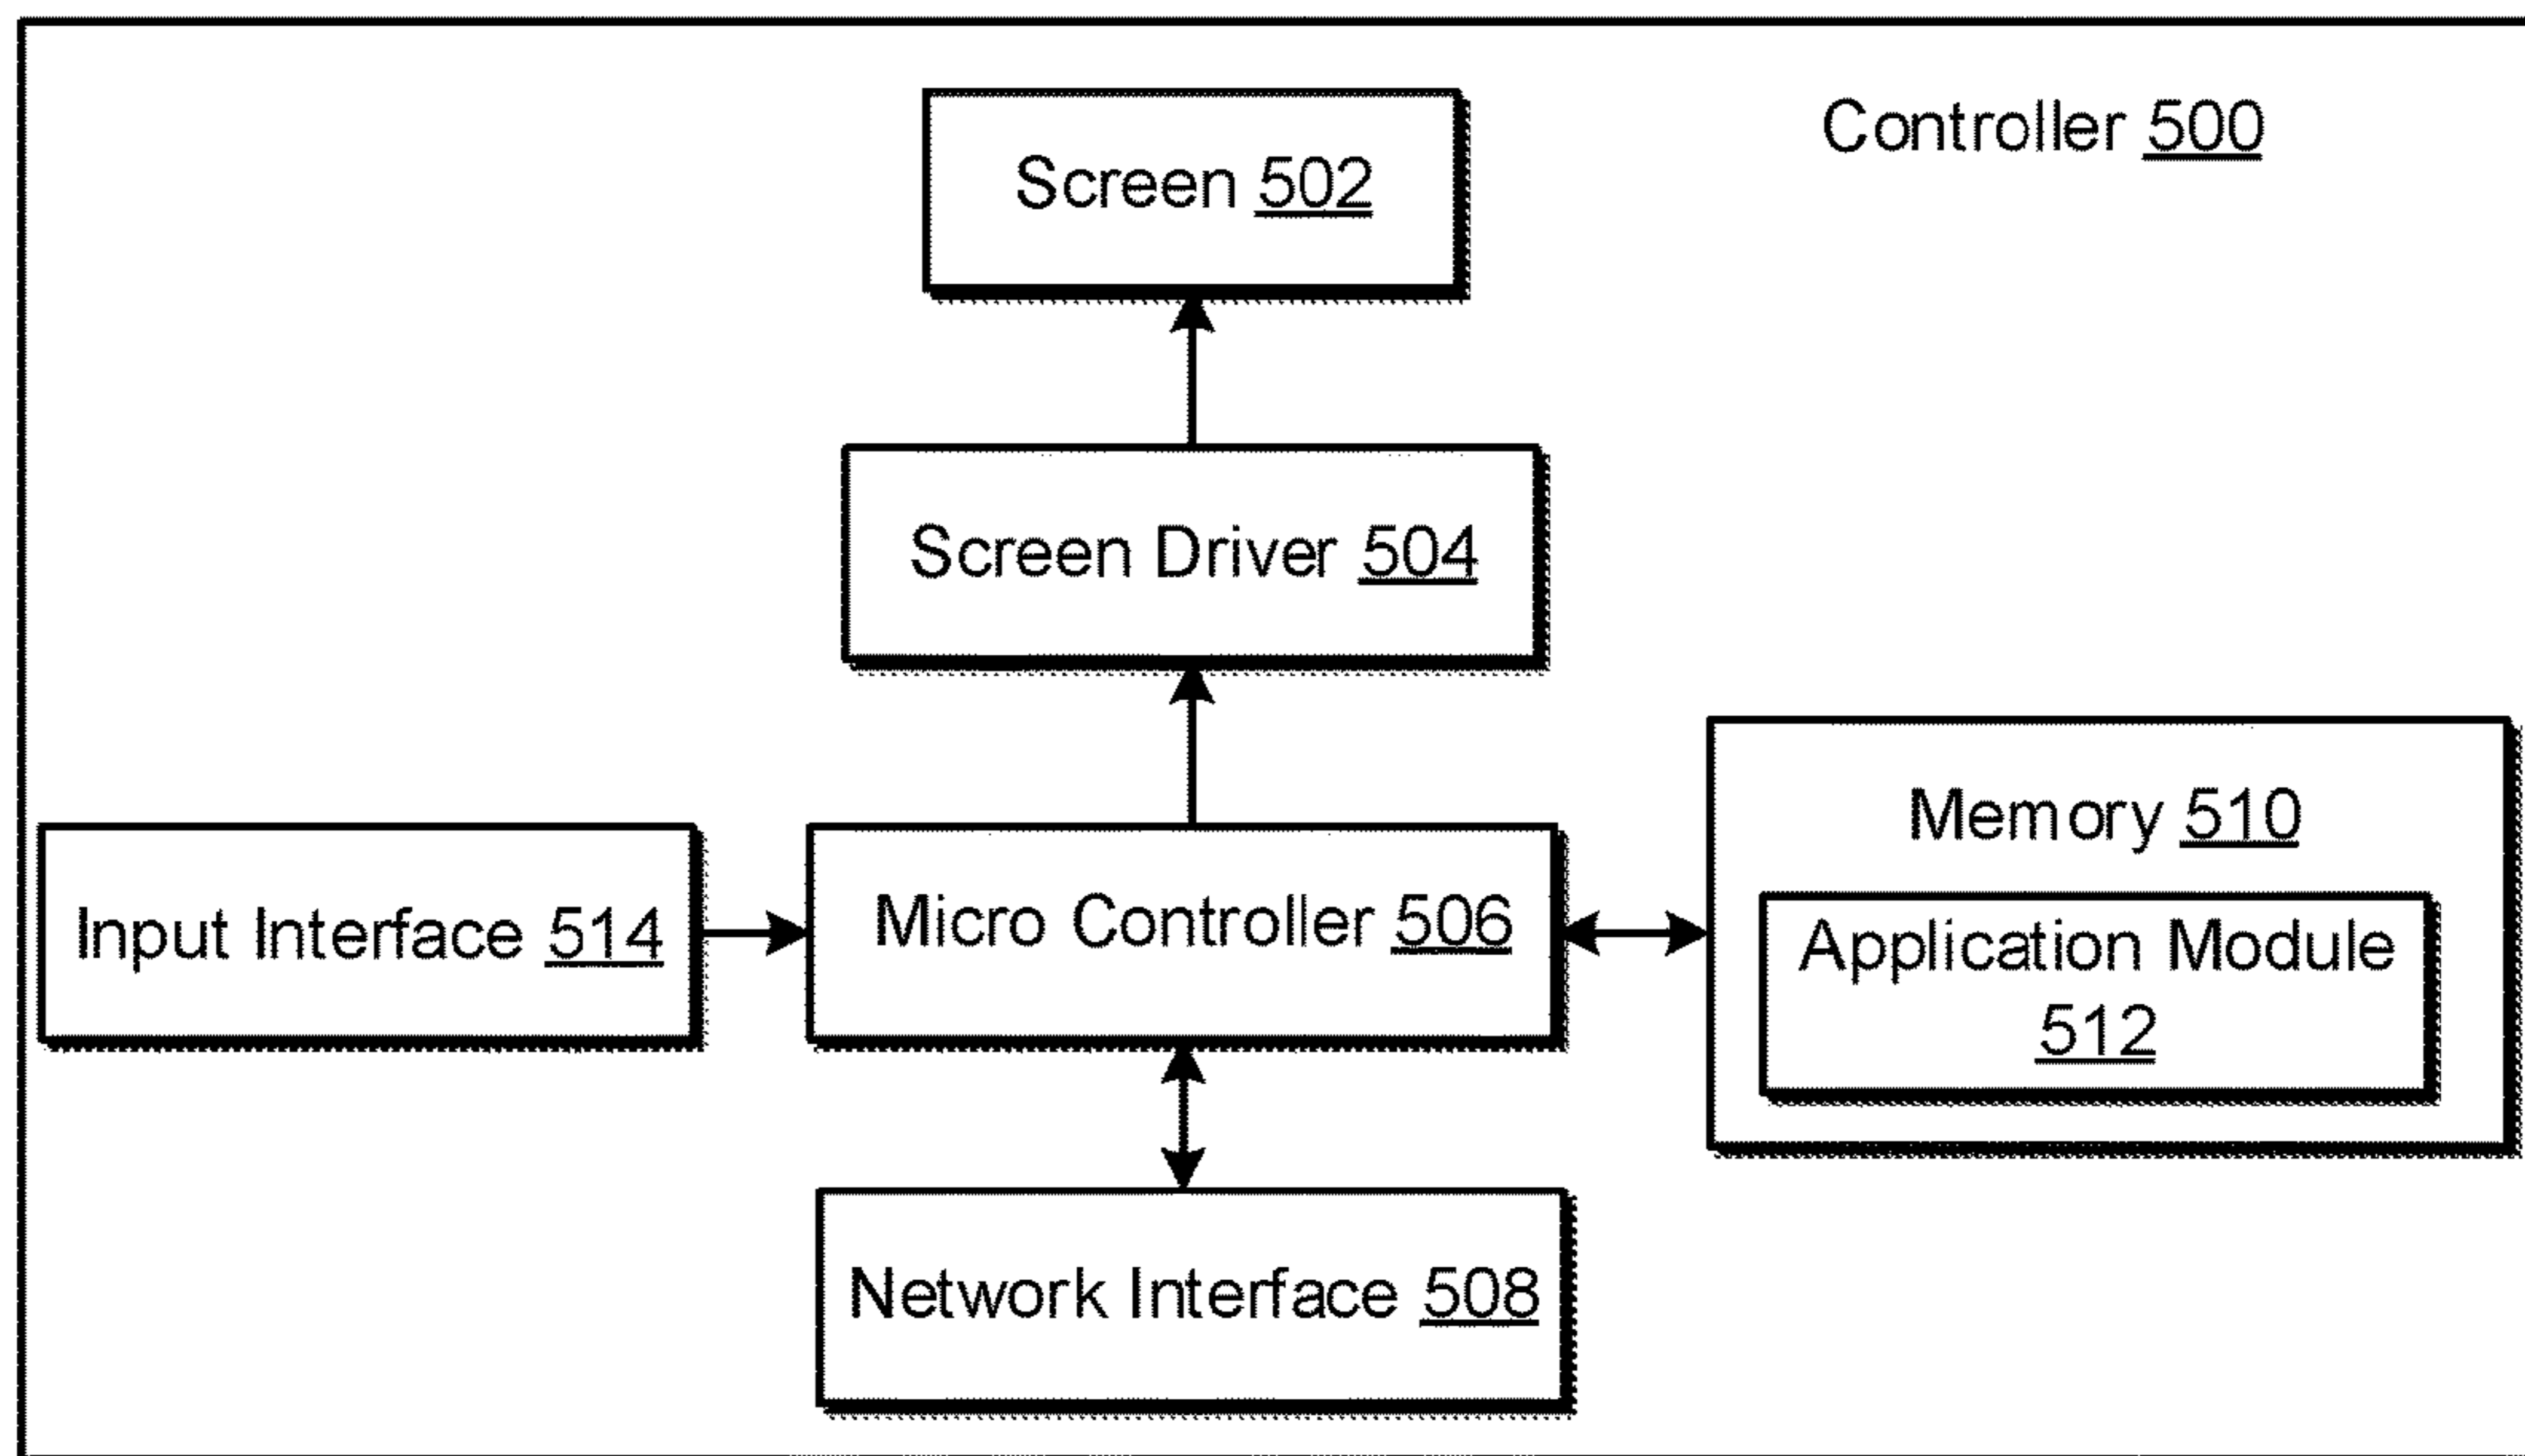 Controller 500
Screen 502
Screen Driver 504
Input Interface 514
Micro Controller 506
Memory 510
Application Module
512
Network Interface 508